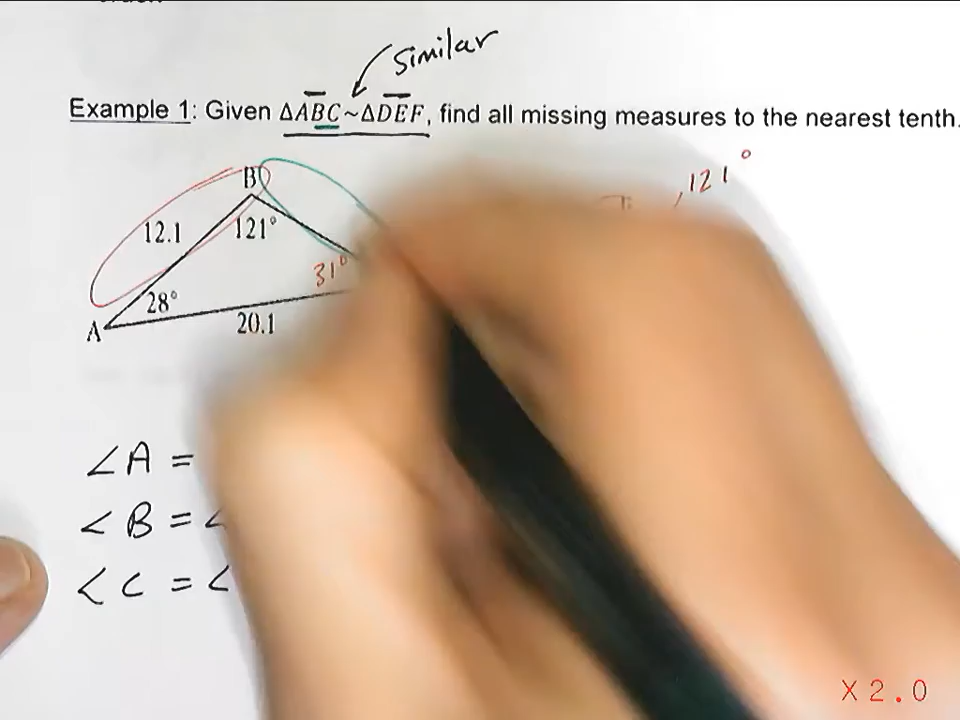 similar
Example 1: Given ΔABC~ΔDEF, find all missing measures to the nearest tenth.
121°
B
12.1
121°
31°
28°
A
20.1
∠A =
∠B = ∠
∠C = ∠
X2.0